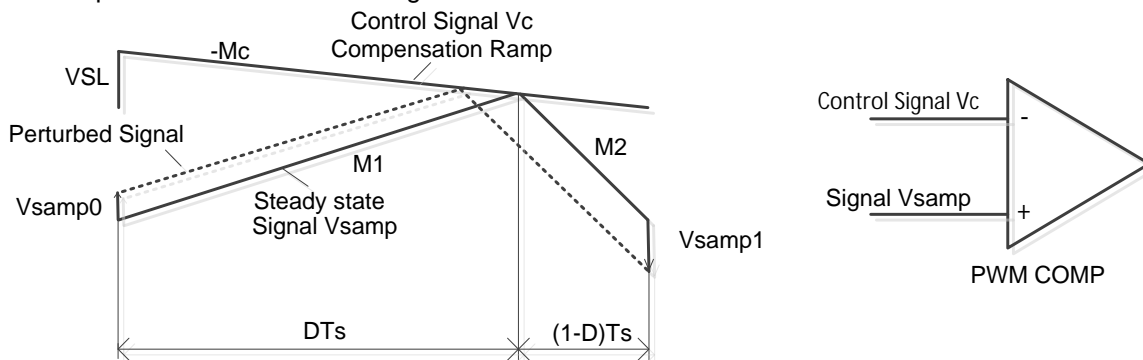 Control Signal Vc
Compensation Ramp
-Mc
VSL
Perturbed Signal
M1
M2
Steady state
Signal Vsamp
Vsamp0
Vsamp1
DTs
(1-D)Ts
Control Signal Vc
-
Signal Vsamp
+
PWM COMP